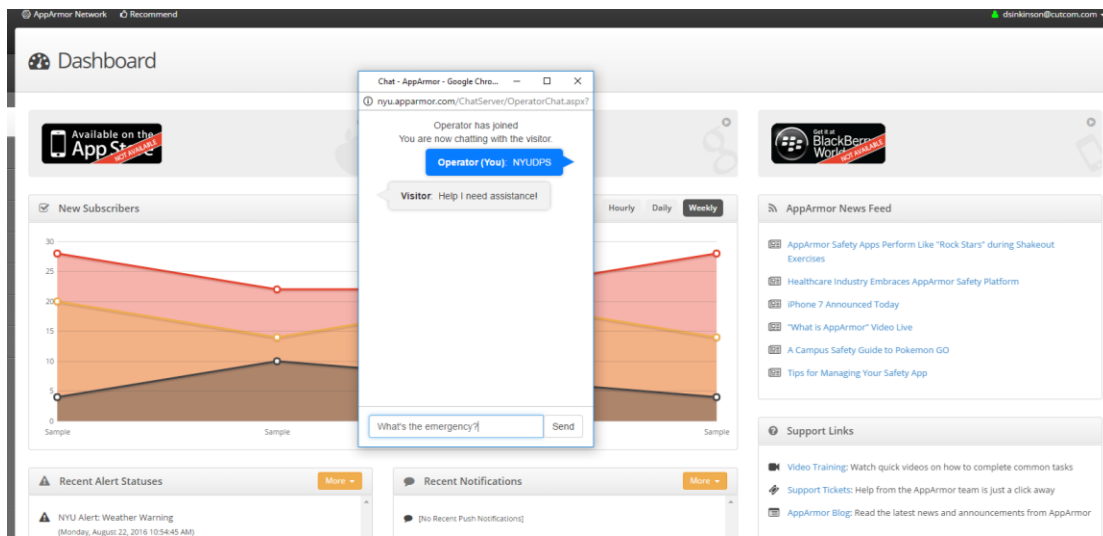 AppArmor Network Recommend
dsinkinson@cutcom.com
Dashboard
Chat - AppArmor - Google Chro...
nyu.apparmor.com/ChatServer/OperatorChat.aspx?
Operator has joined
You are now chatting with the visitor.
Operator (You): NYUDPS
Visitor: Help I need assistance!
What's the emergency?
Send
Available on the
App Store
NOT AVAILABLE
Get it at
BlackBerry
World
NOT AVAILABLE
New Subscribers
Hourly Daily Weekly
30
25
20
15
10
5
0
Sample Sample Sample
AppArmor News Feed
AppArmor Safety Apps Perform Like "Rock Stars" during Shakeout
Exercises
Healthcare Industry Embraces AppArmor Safety Platform
iPhone 7 Announced Today
"What is AppArmor" Video Live
A Campus Safety Guide to Pokemon GO
Tips for Managing Your Safety App
Support Links
Video Training: Watch quick videos on how to complete common tasks
Support Tickets: Help from the AppArmor team is just a click away
AppArmor Blog: Read the latest news and announcements from AppArmor
Recent Alert Statuses
More
NYU Alert: Weather Warning
(Monday, August 22, 2016 10:54:45 AM)
Recent Notifications
More
[No Recent Push Notifications]